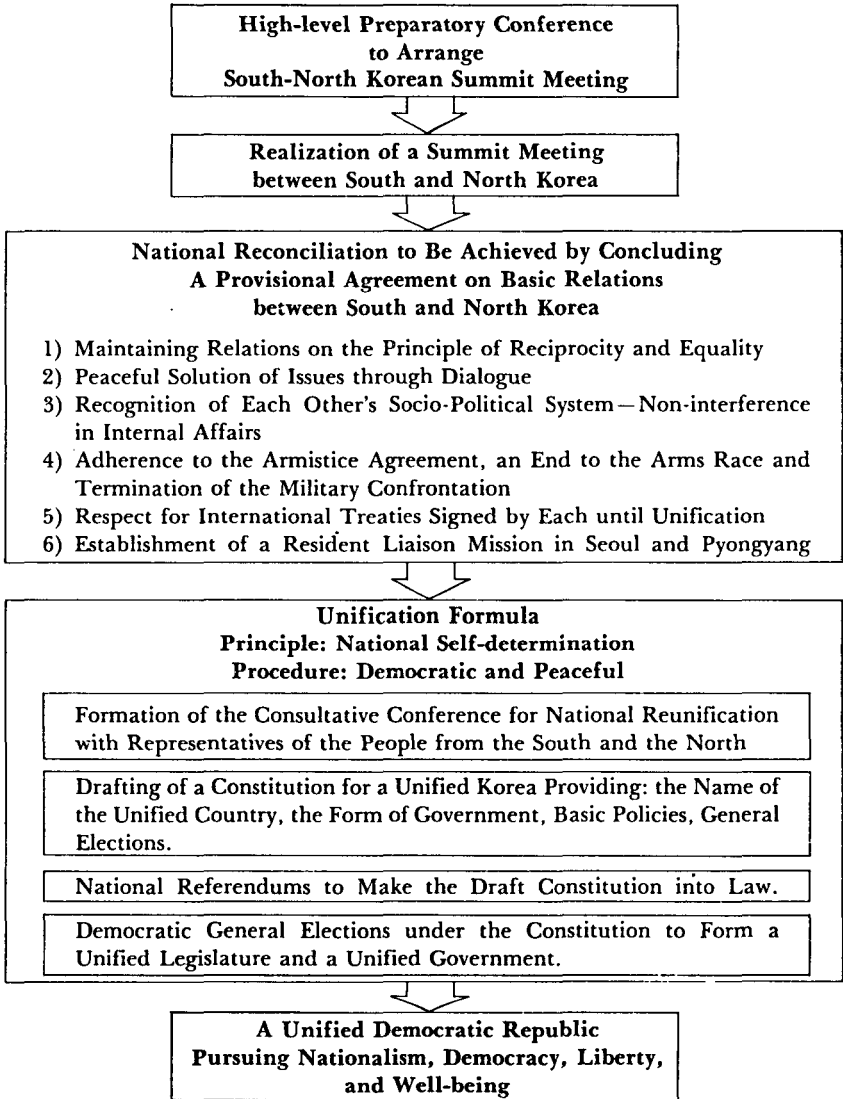 High-level Preparatory Conference
to Arrange
South-North Korean Summit Meeting
Realization of a Summit Meeting
between South and North Korea
National Reconciliation to Be Achieved by Concluding
A Provisional Agreement on Basic Relations
between South and North Korea
1) Maintaining Relations on the Principle of Reciprocity and Equality
2) Peaceful Solution of Issues through Dialogue
3) Recognition of Each Other's Socio-Political System—Non-interference
in Internal Affairs
4) Adherence to the Armistice Agreement, an End to the Arms Race and
Termination of the Military Confrontation
5) Respect for International Treaties Signed by Each until Unification
6) Establishment of a Resident Liaison Mission in Seoul and Pyongyang
Unification Formula
Principle: National Self-determination
Procedure: Democratic and Peaceful
Formation of the Consultative Conference for National Reunification
with Representatives of the People from the South and the North
Drafting of a Constitution for a Unified Korea Providing: the Name of
the Unified Country, the Form of Government, Basic Policies, General
Elections.
National Referendums to Make the Draft Constitution into Law.
Democratic General Elections under the Constitution to Form a
Unified Legislature and a Unified Government.
A Unified Democratic Republic
Pursuing Nationalism, Democracy, Liberty,
and Well-being